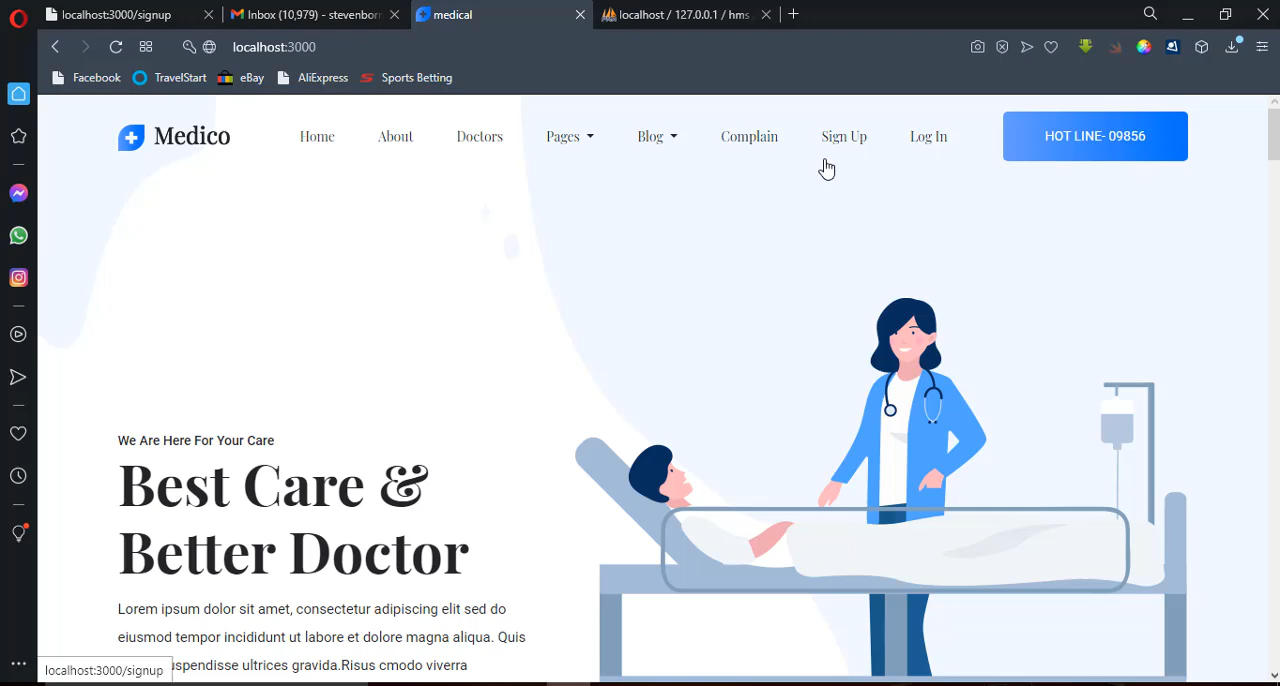 localhost:3000/signup
Inbox (10,979) - stevenborn
medical
localhost / 127.0.0.1 / hms
localhost:3000
Facebook
TravelStart
eBay
AliExpress
Sports Betting
Medico
Home
About
Doctors
Pages
Blog
Complain
Sign Up
Log In
HOT LINE- 09856
We Are Here For Your Care
Best Care &
Better Doctor
Lorem ipsum dolor sit amet, consectetur adipiscing elit sed do
eiusmod tempor incididunt ut labore et dolore magna aliqua. Quis
uspendisse ultrices gravida.Risus cmodo viverra
localhost:3000/signup